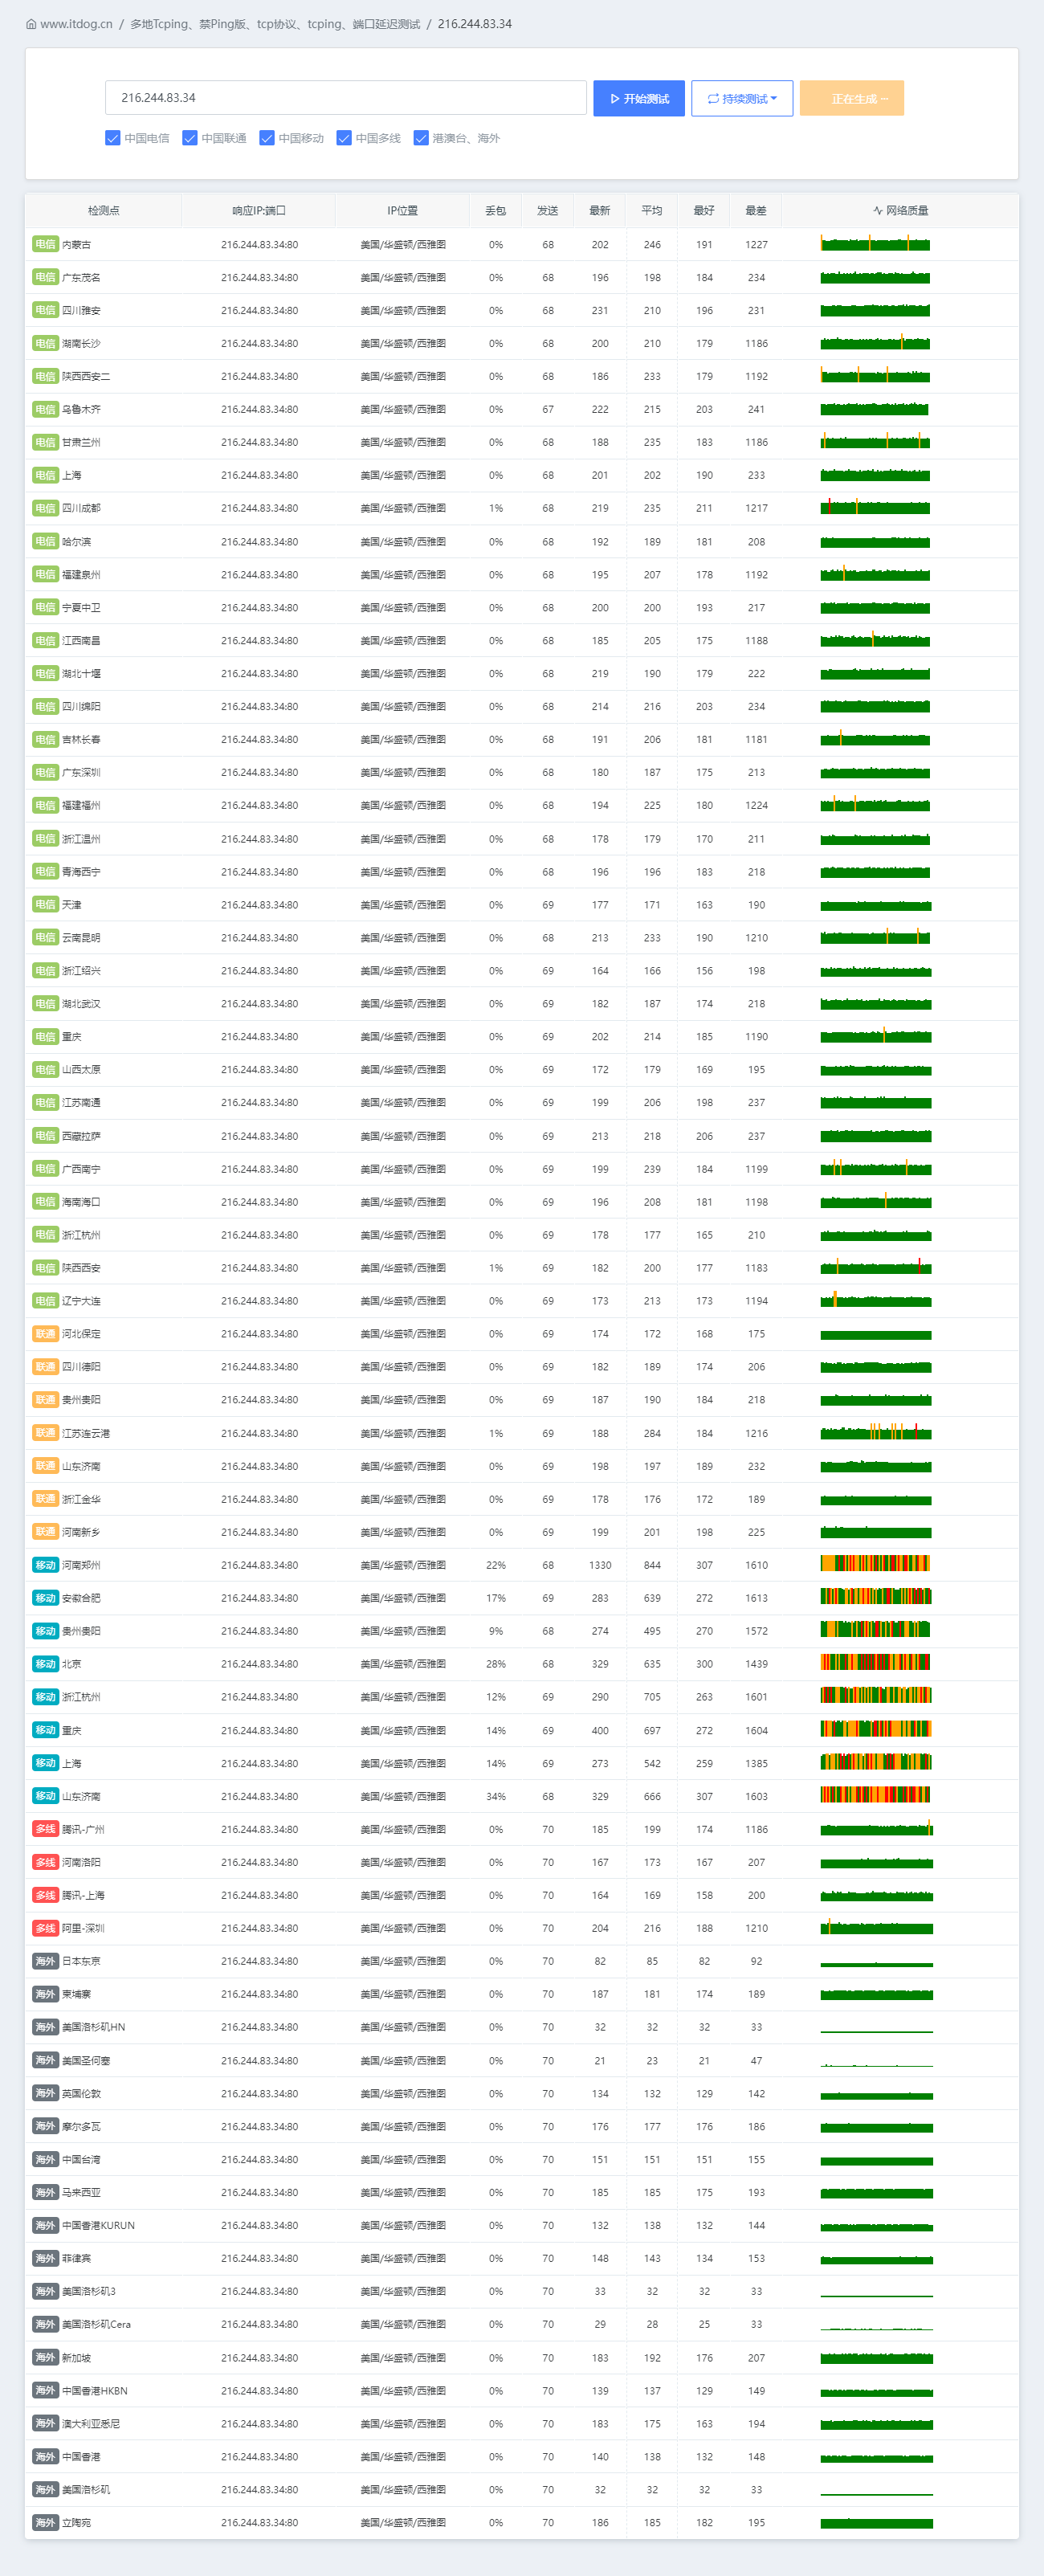 www.itdog.cn / 多地Tcping、禁Ping版、tcp协议、tcping、端口延迟测试 / 216.244.83.34
216.244.83.34 开始测试 持续测试 正在生成 ···
中国电信 中国联通 中国移动 中国多线 港澳台、海外
检测点 响应IP:端口 IP位置 丢包 发送 最新 平均 最好 最差 网络质量
电信 内蒙古 216.244.83.34:80 美国/华盛顿/西雅图 0% 68 202 246 191 1227
电信 广东茂名 216.244.83.34:80 美国/华盛顿/西雅图 0% 68 196 198 184 234
电信 四川雅安 216.244.83.34:80 美国/华盛顿/西雅图 0% 68 231 210 196 231
电信 湖南长沙 216.244.83.34:80 美国/华盛顿/西雅图 0% 68 200 210 179 1186
电信 陕西西安二 216.244.83.34:80 美国/华盛顿/西雅图 0% 68 186 233 179 1192
电信 乌鲁木齐 216.244.83.34:80 美国/华盛顿/西雅图 0% 67 222 215 203 241
电信 甘肃兰州 216.244.83.34:80 美国/华盛顿/西雅图 0% 68 188 235 183 1186
电信 上海 216.244.83.34:80 美国/华盛顿/西雅图 0% 68 201 202 190 233
电信 四川成都 216.244.83.34:80 美国/华盛顿/西雅图 1% 68 219 235 211 1217
电信 哈尔滨 216.244.83.34:80 美国/华盛顿/西雅图 0% 68 192 189 181 208
电信 福建泉州 216.244.83.34:80 美国/华盛顿/西雅图 0% 68 195 207 178 1192
电信 宁夏中卫 216.244.83.34:80 美国/华盛顿/西雅图 0% 68 200 200 193 217
电信 江西南昌 216.244.83.34:80 美国/华盛顿/西雅图 0% 68 185 205 175 1188
电信 湖北十堰 216.244.83.34:80 美国/华盛顿/西雅图 0% 68 219 190 179 222
电信 四川绵阳 216.244.83.34:80 美国/华盛顿/西雅图 0% 68 214 216 203 234
电信 吉林长春 216.244.83.34:80 美国/华盛顿/西雅图 0% 68 191 206 181 1181
电信 广东深圳 216.244.83.34:80 美国/华盛顿/西雅图 0% 68 180 187 175 213
电信 福建福州 216.244.83.34:80 美国/华盛顿/西雅图 0% 68 194 225 180 1224
电信 浙江温州 216.244.83.34:80 美国/华盛顿/西雅图 0% 68 178 179 170 211
电信 青海西宁 216.244.83.34:80 美国/华盛顿/西雅图 0% 68 196 196 183 218
电信 天津 216.244.83.34:80 美国/华盛顿/西雅图 0% 69 177 171 163 190
电信 云南昆明 216.244.83.34:80 美国/华盛顿/西雅图 0% 68 213 233 190 1210
电信 浙江绍兴 216.244.83.34:80 美国/华盛顿/西雅图 0% 69 164 166 156 198
电信 湖北武汉 216.244.83.34:80 美国/华盛顿/西雅图 0% 69 182 187 174 218
电信 重庆 216.244.83.34:80 美国/华盛顿/西雅图 0% 69 202 214 185 1190
电信 山西太原 216.244.83.34:80 美国/华盛顿/西雅图 0% 69 172 179 169 195
电信 江苏南通 216.244.83.34:80 美国/华盛顿/西雅图 0% 69 199 206 198 237
电信 西藏拉萨 216.244.83.34:80 美国/华盛顿/西雅图 0% 69 213 218 206 237
电信 广西南宁 216.244.83.34:80 美国/华盛顿/西雅图 0% 69 199 239 184 1199
电信 海南海口 216.244.83.34:80 美国/华盛顿/西雅图 0% 69 196 208 181 1198
电信 浙江杭州 216.244.83.34:80 美国/华盛顿/西雅图 0% 69 178 177 165 210
电信 陕西西安 216.244.83.34:80 美国/华盛顿/西雅图 1% 69 182 200 177 1183
电信 辽宁大连 216.244.83.34:80 美国/华盛顿/西雅图 0% 69 173 213 173 1194
联通 河北保定 216.244.83.34:80 美国/华盛顿/西雅图 0% 69 174 172 168 175
联通 四川德阳 216.244.83.34:80 美国/华盛顿/西雅图 0% 69 182 189 174 206
联通 贵州贵阳 216.244.83.34:80 美国/华盛顿/西雅图 0% 69 187 190 184 218
联通 江苏连云港 216.244.83.34:80 美国/华盛顿/西雅图 1% 69 188 284 184 1216
联通 山东济南 216.244.83.34:80 美国/华盛顿/西雅图 0% 69 198 197 189 232
联通 浙江金华 216.244.83.34:80 美国/华盛顿/西雅图 0% 69 178 176 172 189
联通 河南新乡 216.244.83.34:80 美国/华盛顿/西雅图 0% 69 199 201 198 225
移动 河南郑州 216.244.83.34:80 美国/华盛顿/西雅图 22% 68 1330 844 307 1610
移动 安徽合肥 216.244.83.34:80 美国/华盛顿/西雅图 17% 69 283 639 272 1613
移动 贵州贵阳 216.244.83.34:80 美国/华盛顿/西雅图 9% 68 274 495 270 1572
移动 北京 216.244.83.34:80 美国/华盛顿/西雅图 28% 68 329 635 300 1439
移动 浙江杭州 216.244.83.34:80 美国/华盛顿/西雅图 12% 69 290 705 263 1601
移动 重庆 216.244.83.34:80 美国/华盛顿/西雅图 14% 69 400 697 272 1604
移动 上海 216.244.83.34:80 美国/华盛顿/西雅图 14% 69 273 542 259 1385
移动 山东济南 216.244.83.34:80 美国/华盛顿/西雅图 34% 68 329 666 307 1603
多线 腾讯-广州 216.244.83.34:80 美国/华盛顿/西雅图 0% 70 185 199 174 1186
多线 河南洛阳 216.244.83.34:80 美国/华盛顿/西雅图 0% 70 167 173 167 207
多线 腾讯-上海 216.244.83.34:80 美国/华盛顿/西雅图 0% 70 164 169 158 200
多线 阿里-深圳 216.244.83.34:80 美国/华盛顿/西雅图 0% 70 204 216 188 1210
海外 日本东京 216.244.83.34:80 美国/华盛顿/西雅图 0% 70 82 85 82 92
海外 柬埔寨 216.244.83.34:80 美国/华盛顿/西雅图 0% 70 187 181 174 189
海外 美国洛杉矶HN 216.244.83.34:80 美国/华盛顿/西雅图 0% 70 32 32 32 33
海外 美国圣何塞 216.244.83.34:80 美国/华盛顿/西雅图 0% 70 21 23 21 47
海外 英国伦敦 216.244.83.34:80 美国/华盛顿/西雅图 0% 70 134 132 129 142
海外 摩尔多瓦 216.244.83.34:80 美国/华盛顿/西雅图 0% 70 176 177 176 186
海外 中国台湾 216.244.83.34:80 美国/华盛顿/西雅图 0% 70 151 151 151 155
海外 马来西亚 216.244.83.34:80 美国/华盛顿/西雅图 0% 70 185 185 175 193
海外 中国香港KURUN 216.244.83.34:80 美国/华盛顿/西雅图 0% 70 132 138 132 144
海外 菲律宾 216.244.83.34:80 美国/华盛顿/西雅图 0% 70 148 143 134 153
海外 美国洛杉矶3 216.244.83.34:80 美国/华盛顿/西雅图 0% 70 33 32 32 33
海外 美国洛杉矶Cera 216.244.83.34:80 美国/华盛顿/西雅图 0% 70 29 28 25 33
海外 新加坡 216.244.83.34:80 美国/华盛顿/西雅图 0% 70 183 192 176 207
海外 中国香港HKBN 216.244.83.34:80 美国/华盛顿/西雅图 0% 70 139 137 129 149
海外 澳大利亚悉尼 216.244.83.34:80 美国/华盛顿/西雅图 0% 70 183 175 163 194
海外 中国香港 216.244.83.34:80 美国/华盛顿/西雅图 0% 70 140 138 132 148
海外 美国洛杉矶 216.244.83.34:80 美国/华盛顿/西雅图 0% 70 32 32 32 33
海外 立陶宛 216.244.83.34:80 美国/华盛顿/西雅图 0% 70 186 185 182 195